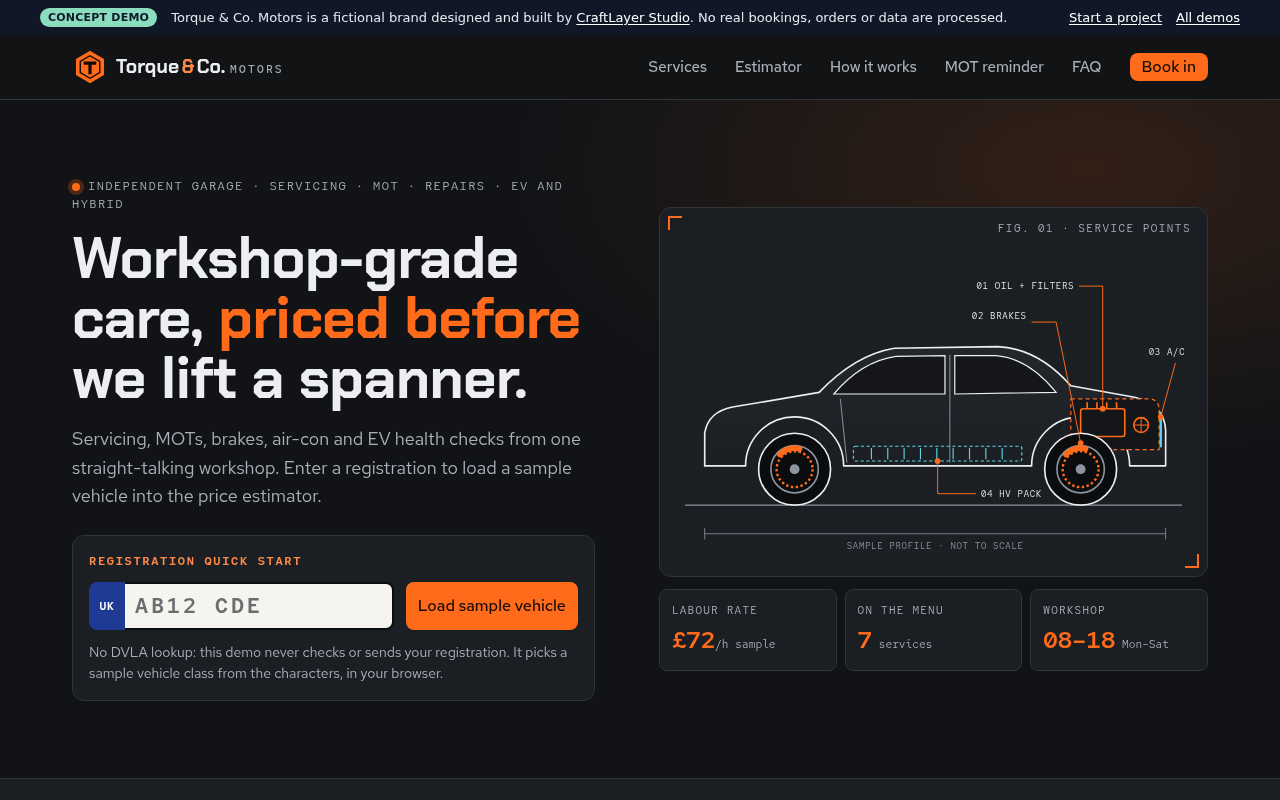 CONCEPT DEMO Torque & Co. Motors is a fictional brand designed and built by CraftLayer Studio. No real bookings, orders or data are processed. Start a project All demos
Torque & Co. MOTORS Services Estimator How it works MOT reminder FAQ Book in
INDEPENDENT GARAGE · SERVICING · MOT · REPAIRS · EV AND
HYBRID
Workshop-grade
care, priced before
we lift a spanner.
Servicing, MOTs, brakes, air-con and EV health checks from one
straight-talking workshop. Enter a registration to load a sample
vehicle into the price estimator.
REGISTRATION QUICK START
UK AB12 CDE Load sample vehicle
No DVLA lookup: this demo never checks or sends your registration. It picks a
sample vehicle class from the characters, in your browser.
FIG. 01 · SERVICE POINTS
01 OIL + FILTERS
02 BRAKES
03 A/C
04 HV PACK
SAMPLE PROFILE · NOT TO SCALE
LABOUR RATE
£72/h sample
ON THE MENU
7 services
WORKSHOP
08–18 Mon–Sat